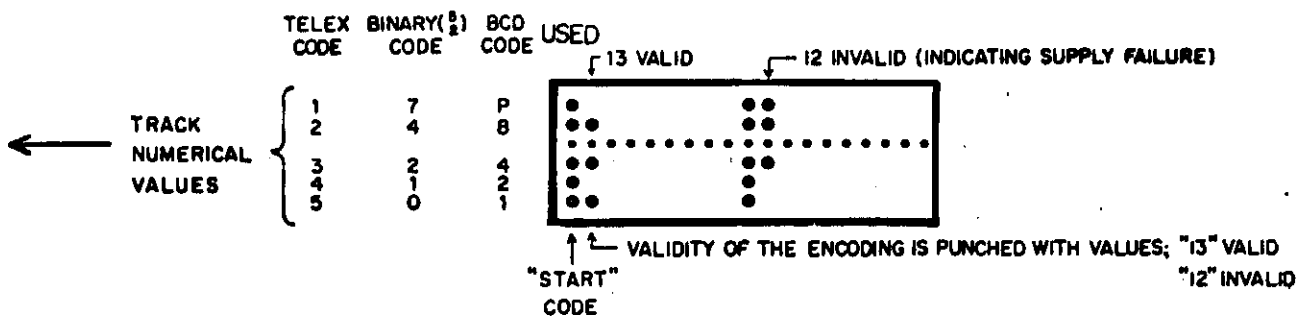 TELEX BINARY(5/2) BCD USED
CODE CODE CODE
13 VALID 12 INVALID (INDICATING SUPPLY FAILURE)
1 7 P
TRACK 2 4 8
NUMERICAL 3 2 4
VALUES 4 1 2
5 0 1
VALIDITY OF THE ENCODING IS PUNCHED WITH VALUES; "13" VALID
"START" "12" INVALID
CODE